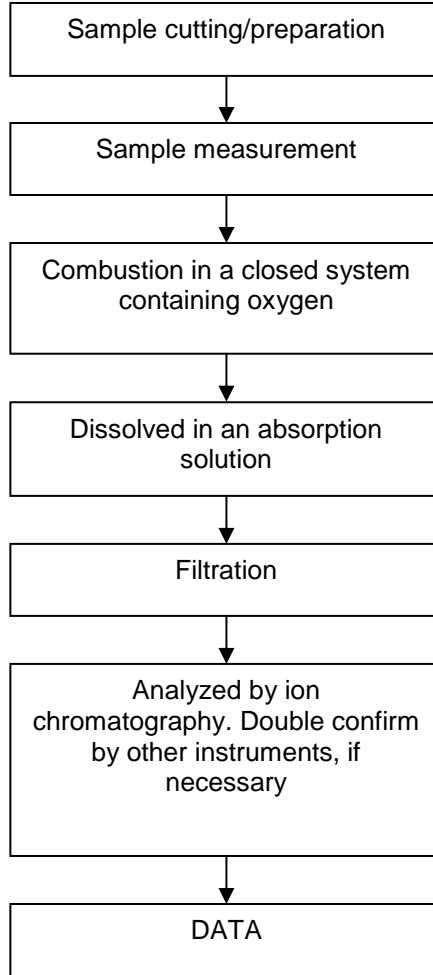 Sample cutting/preparation
Sample measurement
Combustion in a closed system
containing oxygen
Dissolved in an absorption
solution
Filtration
Analyzed by ion
chromatography. Double confirm
by other instruments, if
necessary
DATA